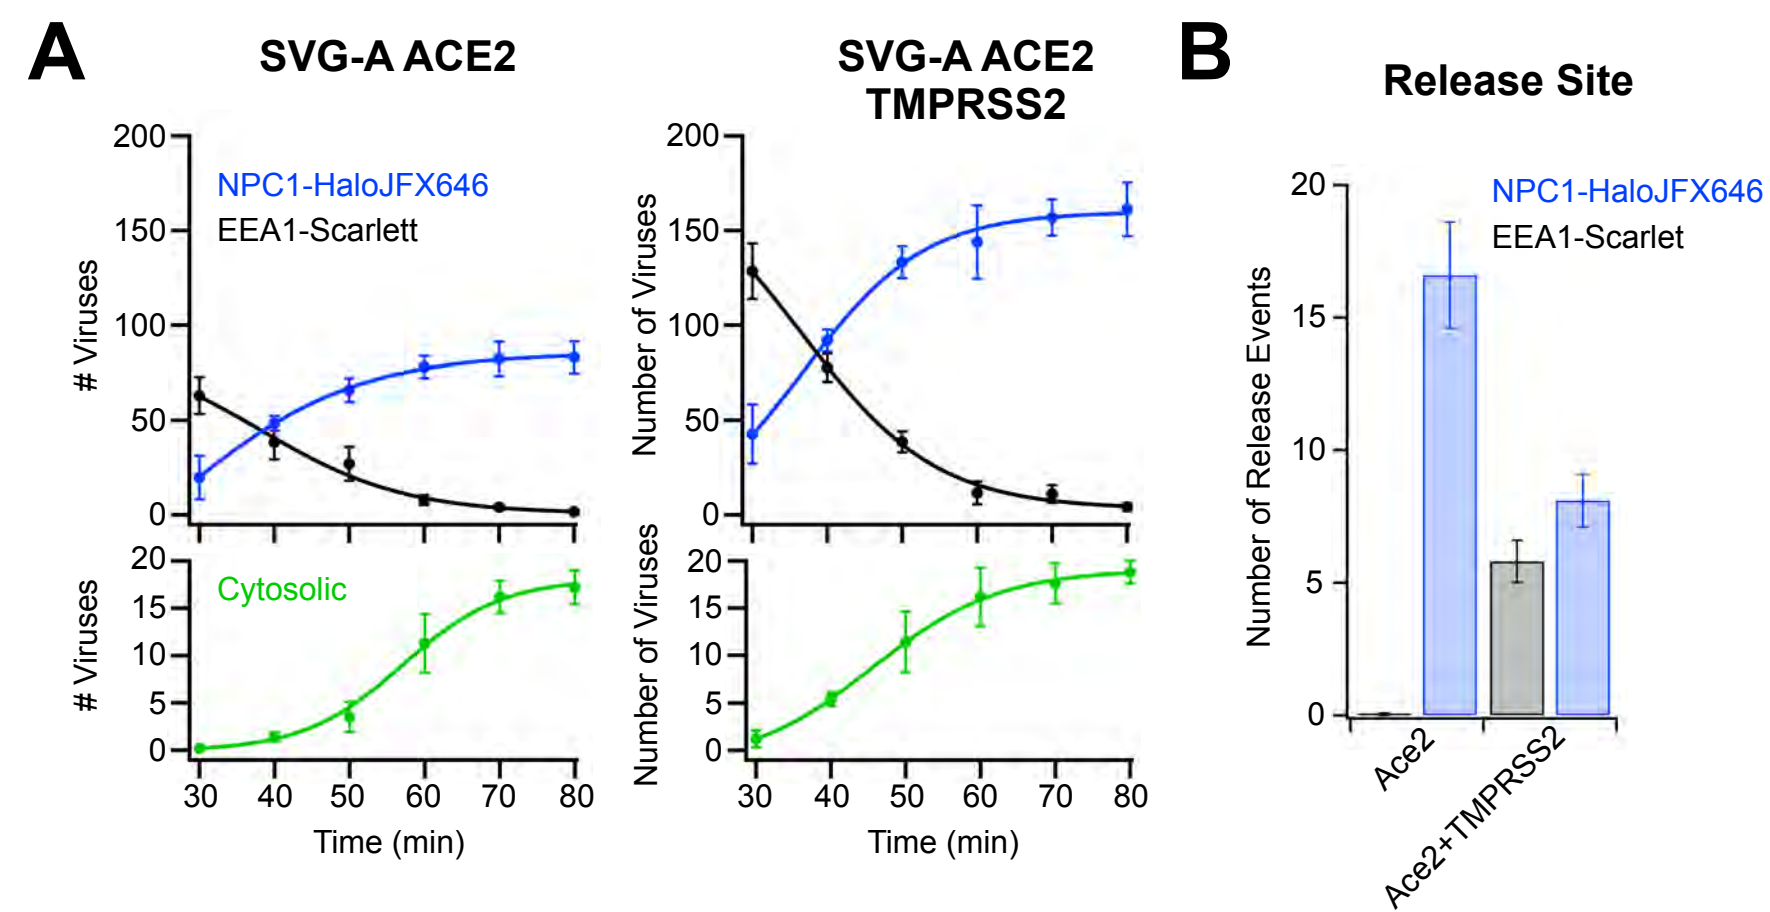 A
SVG-A ACE2
200
150
100
50
0
# Viruses
NPC1-HaloJFX646
EEA1-Scarlett
20
15
10
5
0
# Viruses
Cytosolic
30 40 50 60 70 80
Time (min)
SVG-A ACE2
TMPRSS2
200
150
100
50
0
Number of Viruses
20
15
10
5
0
Number of Viruses
30 40 50 60 70 80
Time (min)
B
Release Site
NPC1-HaloJFX646
EEA1-Scarlet
20
15
10
5
0
Number of Release Events
Ace2
Ace2+TMPRSS2